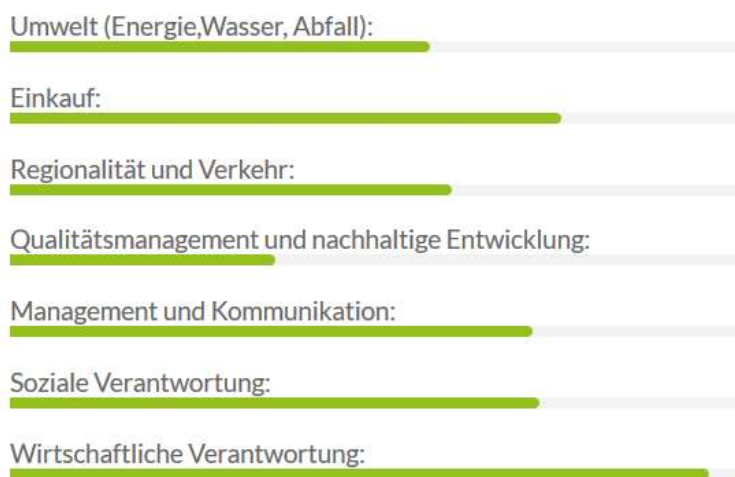 Umwelt (Energie,Wasser, Abfall):
Einkauf:
Regionalität und Verkehr:
Qualitätsmanagement und nachhaltige Entwicklung:
Management und Kommunikation:
Soziale Verantwortung:
Wirtschaftliche Verantwortung: